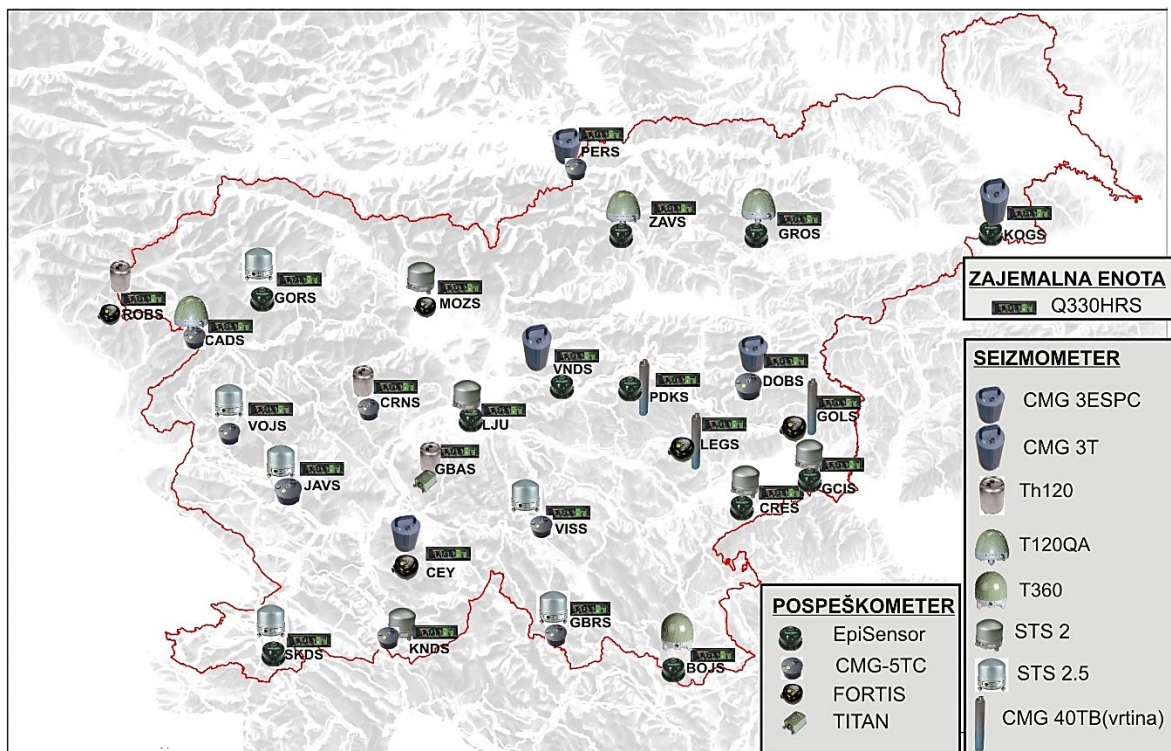 PERS
ZAVS
GROS
KOGS
ROBS
GORS
MOZS
CADS
VNDS
DOBS
CRNS
PDKS
GOLS
VOJS
LJU
LEGS
GBAS
JAVS
GCIS
CRES
VISS
CEY
GBRS
SKDS
KNDS
BOJS
ZAJEMALNA ENOTA
Q330HRS
SEIZMOMETER
CMG 3ESPC
CMG 3T
Th120
T120QA
T360
STS 2
STS 2.5
CMG 40TB(vrtina)
POSPEŠKOMETER
EpiSensor
CMG-5TC
FORTIS
TITAN